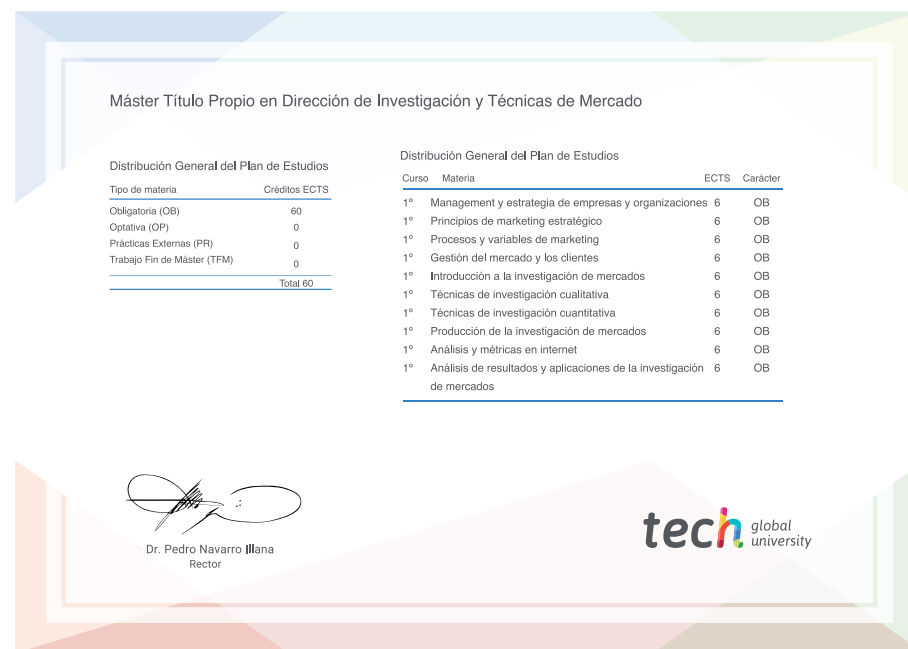 Máster Título Propio en Dirección de Investigación y Técnicas de Mercado
Distribución General del Plan de Estudios
Tipo de materia Créditos ECTS
Obligatoria (OB) 60
Optativa (OP) 0
Prácticas Externas (PR) 0
Trabajo Fin de Máster (TFM) 0
Total 60
Distribución General del Plan de Estudios
Curso Materia ECTS Carácter
1º Management y estrategia de empresas y organizaciones 6 OB
1º Principios de marketing estratégico 6 OB
1º Procesos y variables de marketing 6 OB
1º Gestión del mercado y los clientes 6 OB
1º Introducción a la investigación de mercados 6 OB
1º Técnicas de investigación cualitativa 6 OB
1º Técnicas de investigación cuantitativa 6 OB
1º Producción de la investigación de mercados 6 OB
1º Análisis y métricas en internet 6 OB
1º Análisis de resultados y aplicaciones de la investigación 6 OB
de mercados
Dr. Pedro Navarro Illana
Rector
tech global
university